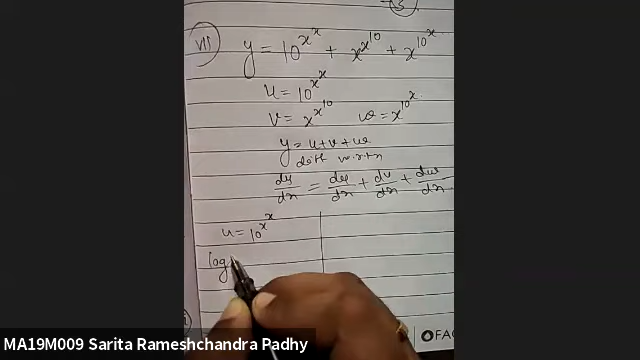 (3)
(vii) y = 10^{x^x} + x^{x^{10}} + x^{10^x}
u = 10^{x^x}
v = x^{x^{10}} w = x^{10^x}
y = u + v + w
diff w.r.t x
dy/dx = du/dx + dv/dx + dw/dx
u = 10^{x^x}
log
MA19M009 Sarita Rameshchandra Padhy